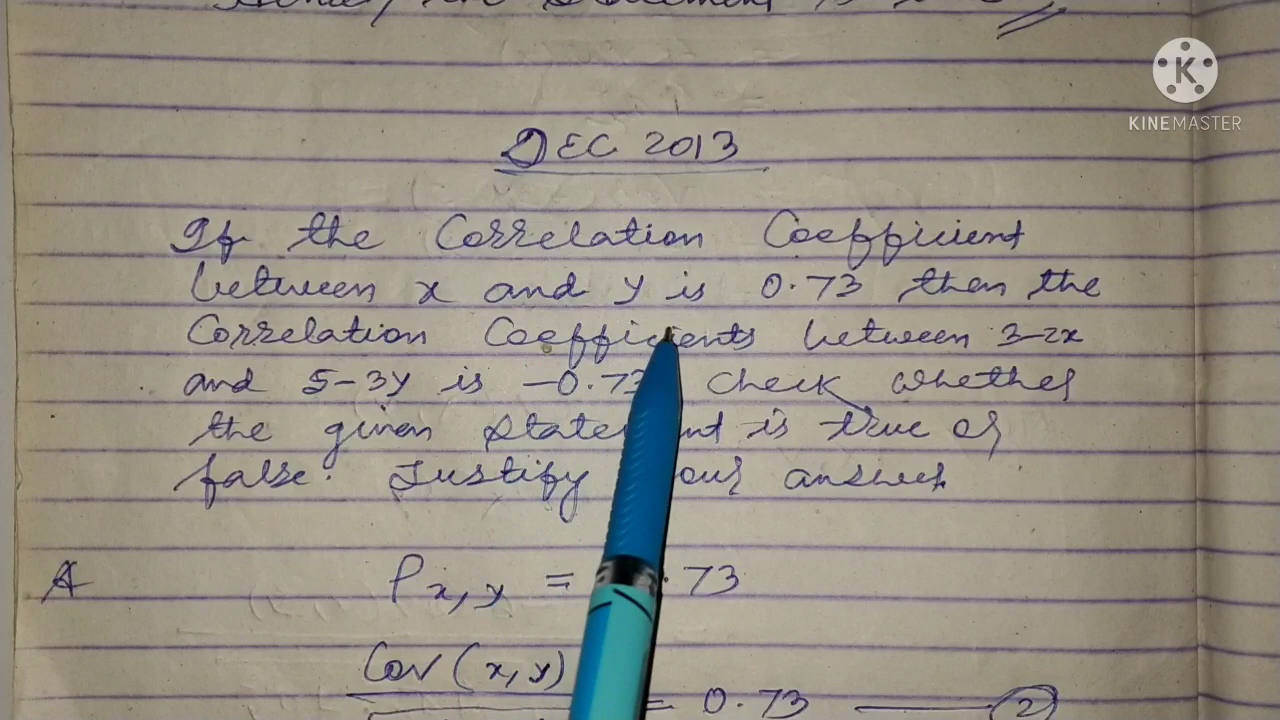 KINEMASTER
DEC 2013
If the Correlation Coefficient
between x and y is 0.73 then the
Correlation Coefficients between 3-2x
and 5-3y is -0.73 Check whether
the given is true or
false. Justify answer
A ρx,y = .73
Cov (x,y)
= 0.73 2